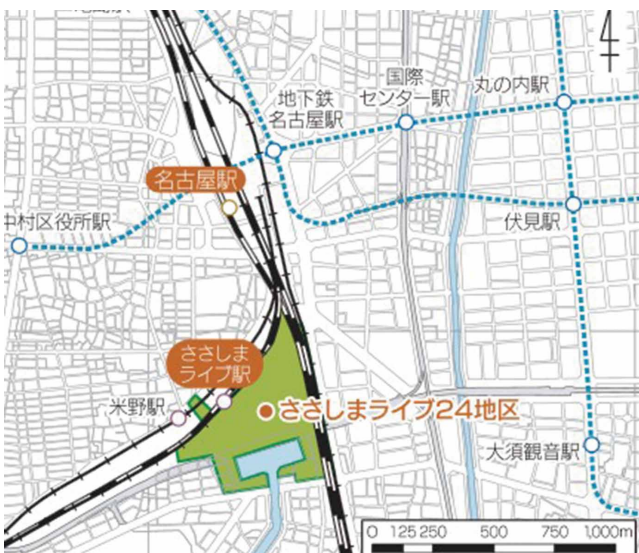 国際
センター駅
丸の内駅
地下鉄
名古屋駅
名古屋駅
中村区役所駅
伏見駅
ささしま
ライブ駅
米野駅
ささしまライブ24地区
大須観音駅
0 125 250 500 750 1,000m